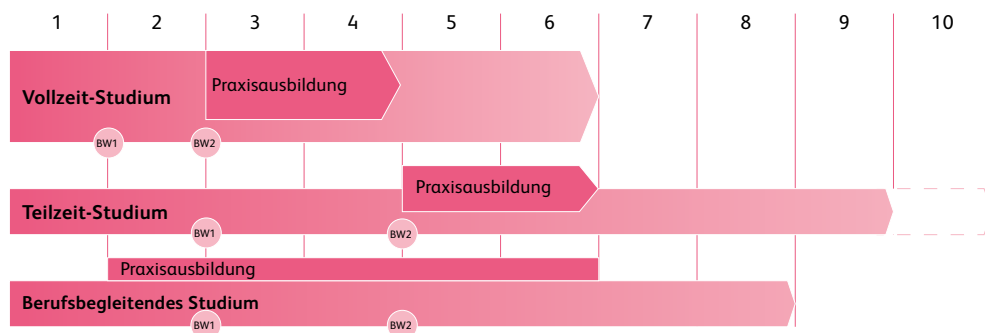 1 2 3 4 5 6 7 8 9 10
Praxisausbildung
Vollzeit-Studium
BW1 BW2
Praxisausbildung
Teilzeit-Studium
BW1 BW2
Praxisausbildung
Berufsbegleitendes Studium
BW1 BW2